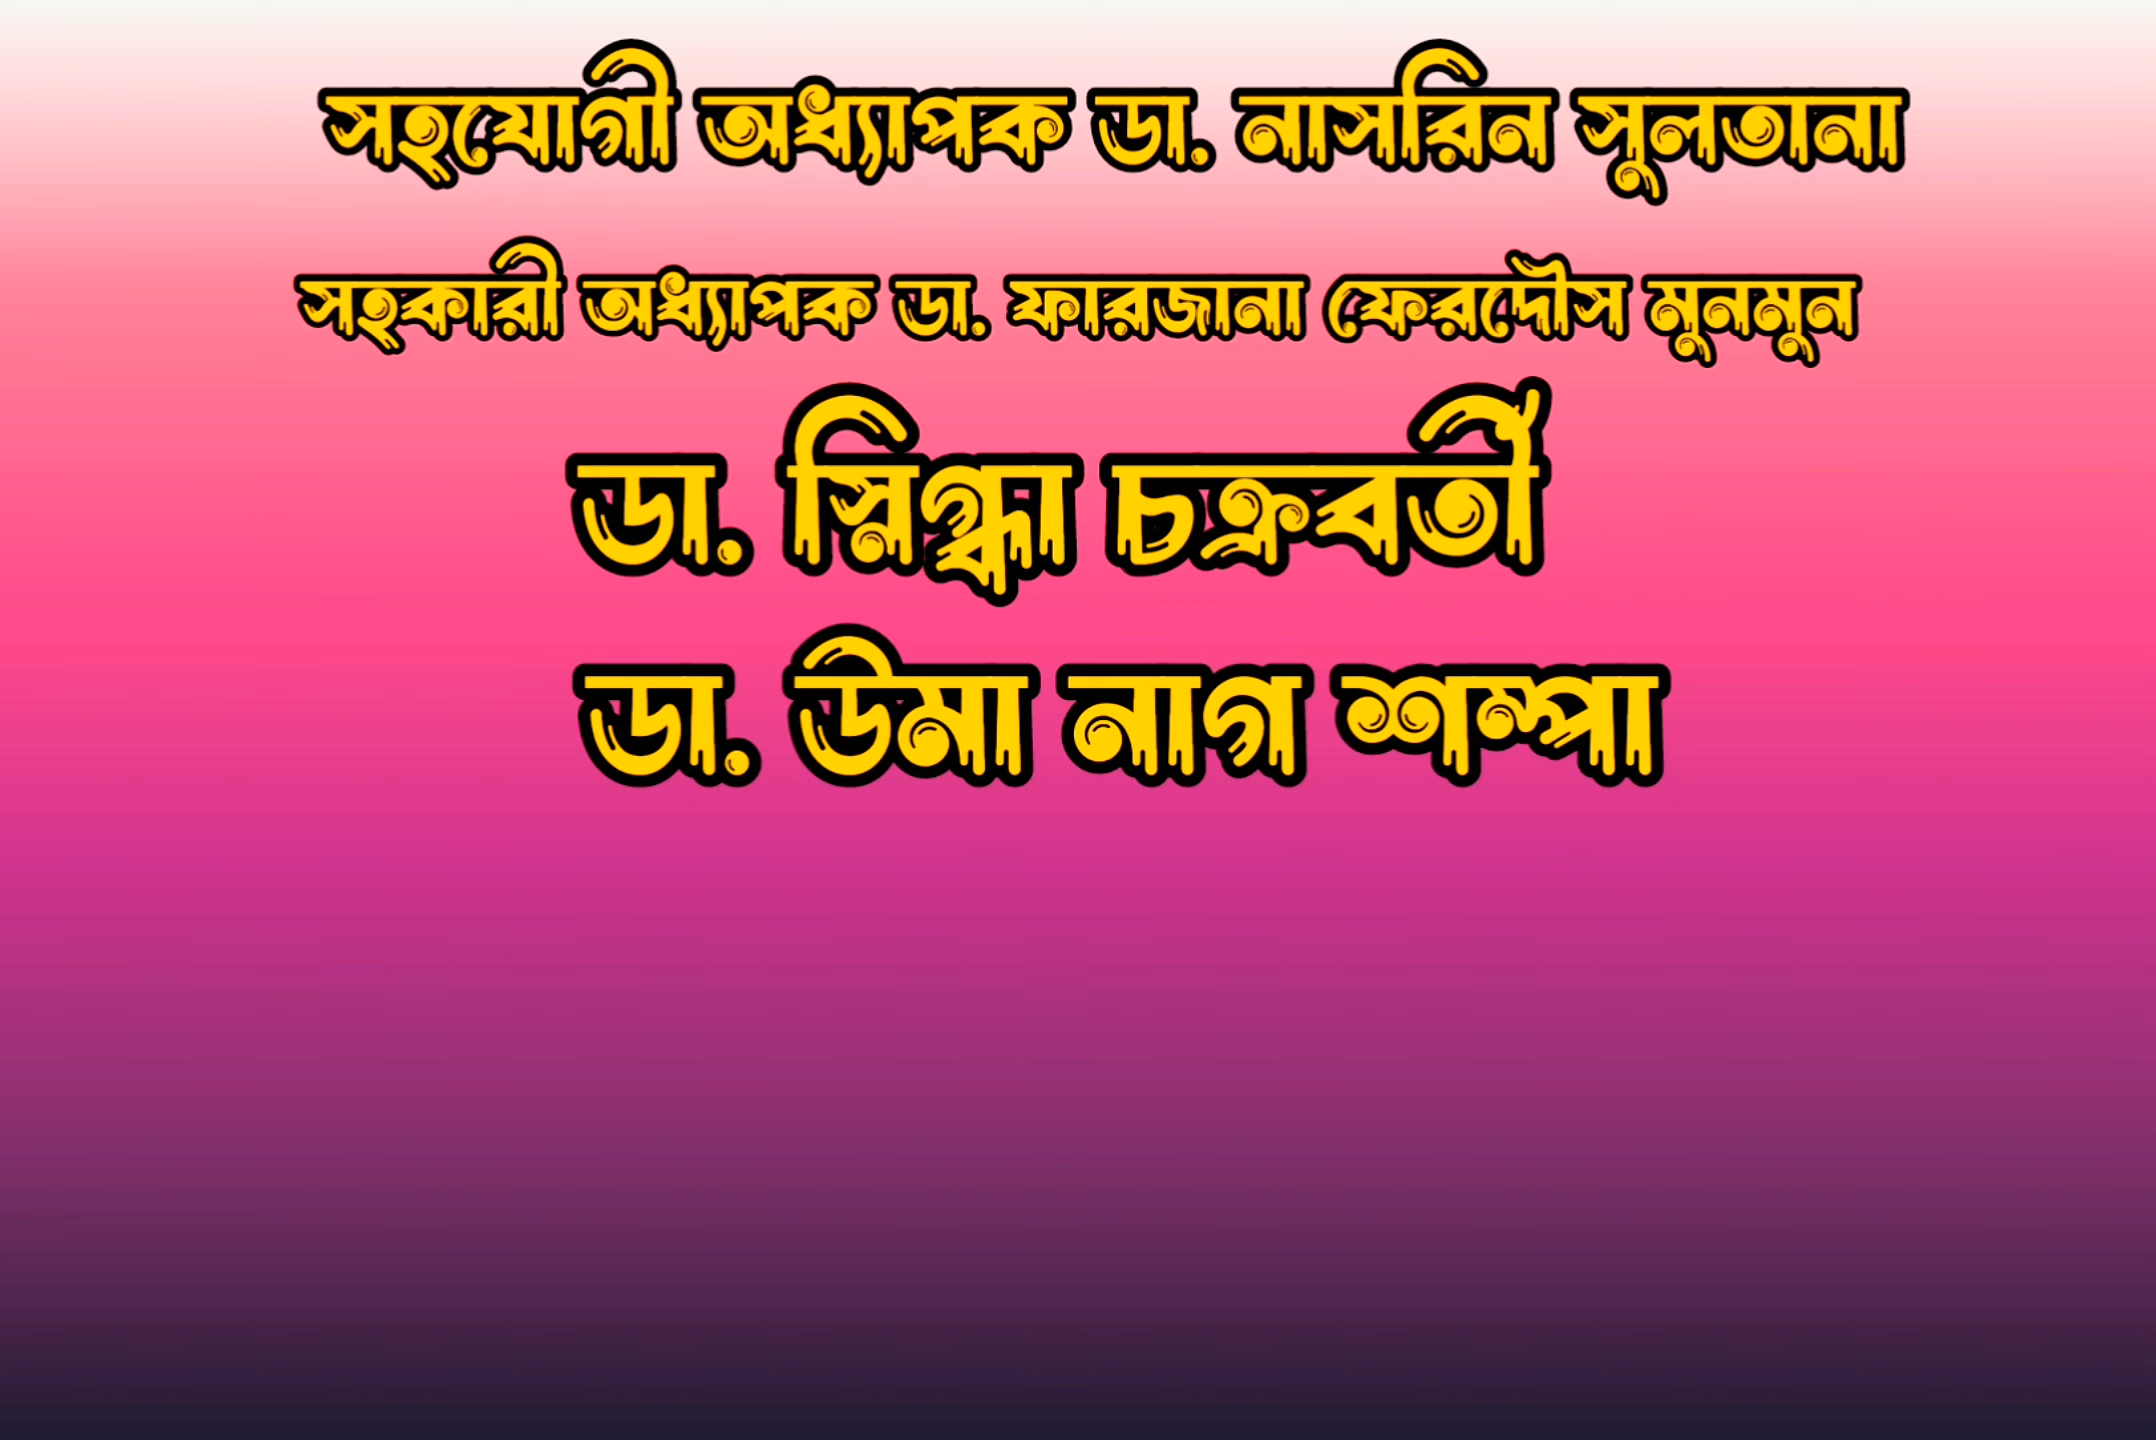 সহযোগী অধ্যাপক ডা. নাসরিন সুলতানা
সহকারী অধ্যাপক ডা. ফারজানা ফেরদৌস মুনমুন
ডা. স্নিগ্ধা চক্রবর্তী
ডা. উমা নাগ শম্পা